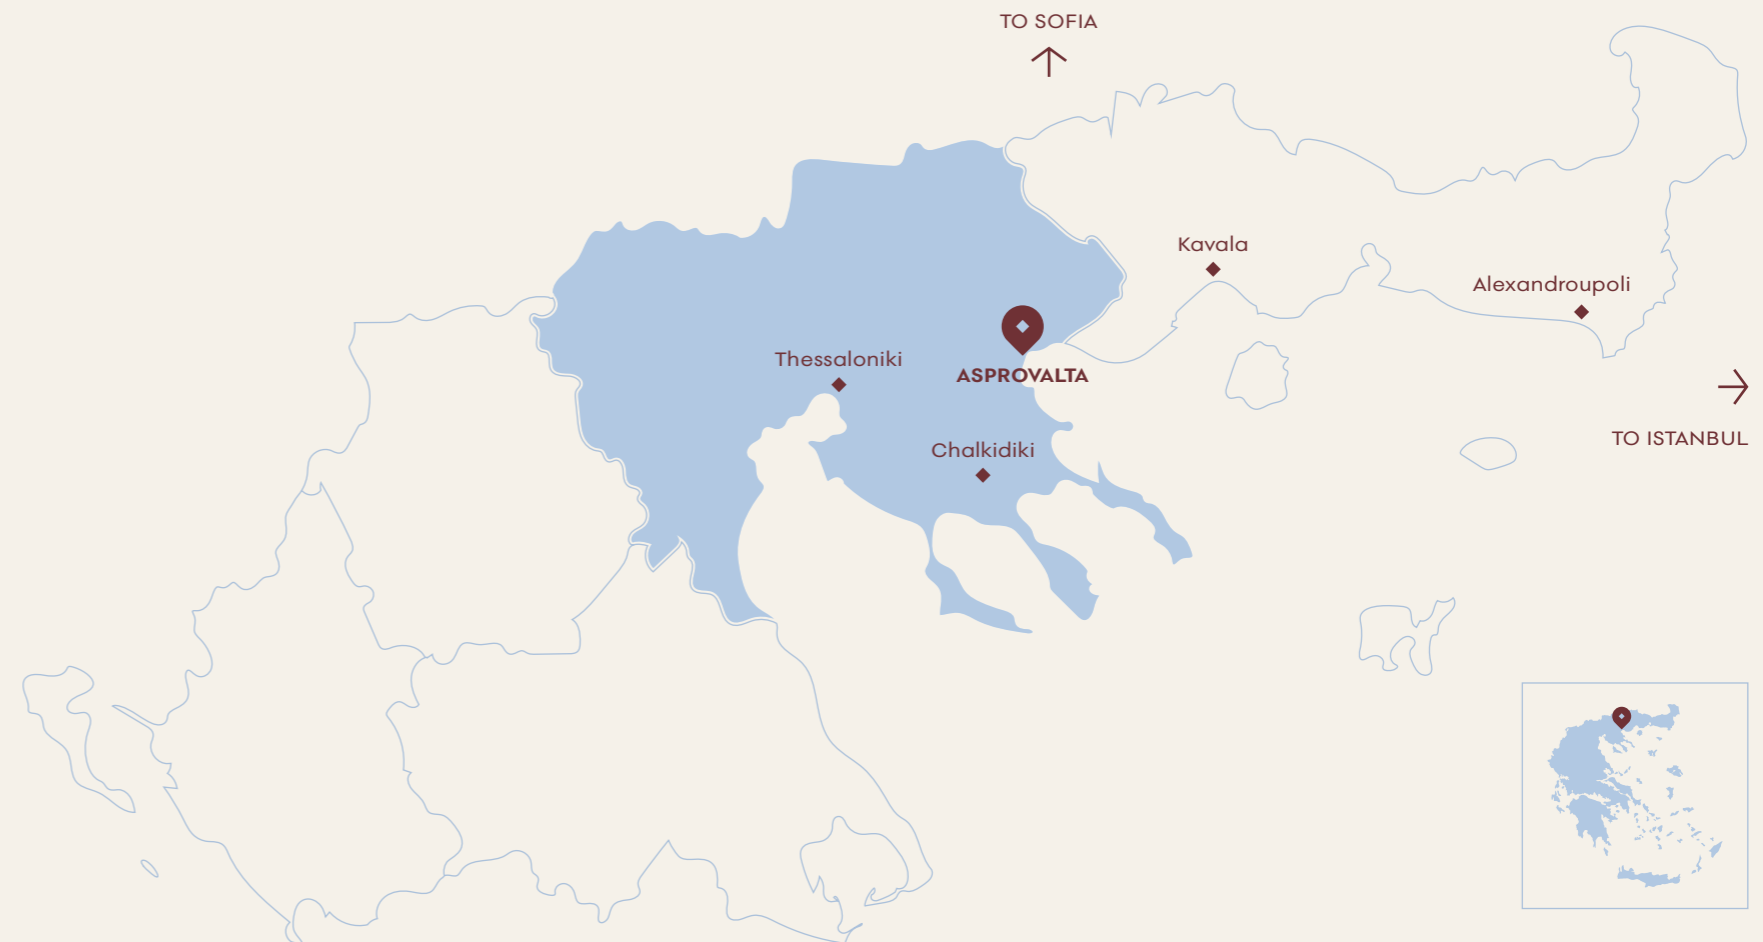 TO SOFIA
Kavala
Alexandroupoli
Thessaloniki
ASPROVALTA
TO ISTANBUL
Chalkidiki